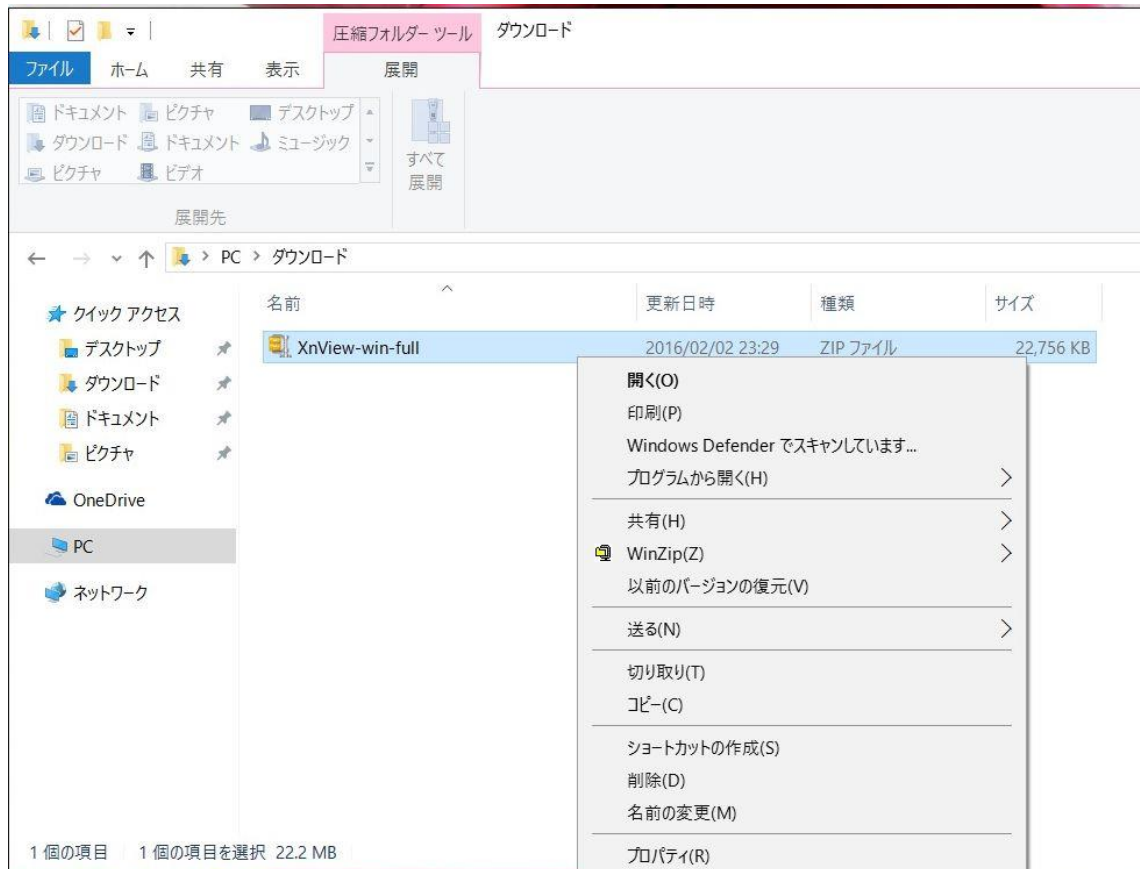 圧縮フォルダー ツール ダウンロード
ファイル ホーム 共有 表示 展開
ドキュメント ピクチャ デスクトップ
ダウンロード ドキュメント ミュージック
ピクチャ ビデオ
すべて
展開
展開先
PC ダウンロード
名前 更新日時 種類 サイズ
クイック アクセス
デスクトップ
ダウンロード
ドキュメント
ピクチャ
OneDrive
PC
ネットワーク
XnView-win-full 2016/02/02 23:29 ZIP ファイル 22,756 KB
開く(O)
印刷(P)
Windows Defender でスキャンしています...
プログラムから開く(H)
共有(H)
WinZip(Z)
以前のバージョンの復元(V)
送る(N)
切り取り(T)
コピー(C)
ショートカットの作成(S)
削除(D)
名前の変更(M)
プロパティ(R)
1 個の項目 1 個の項目を選択 22.2 MB